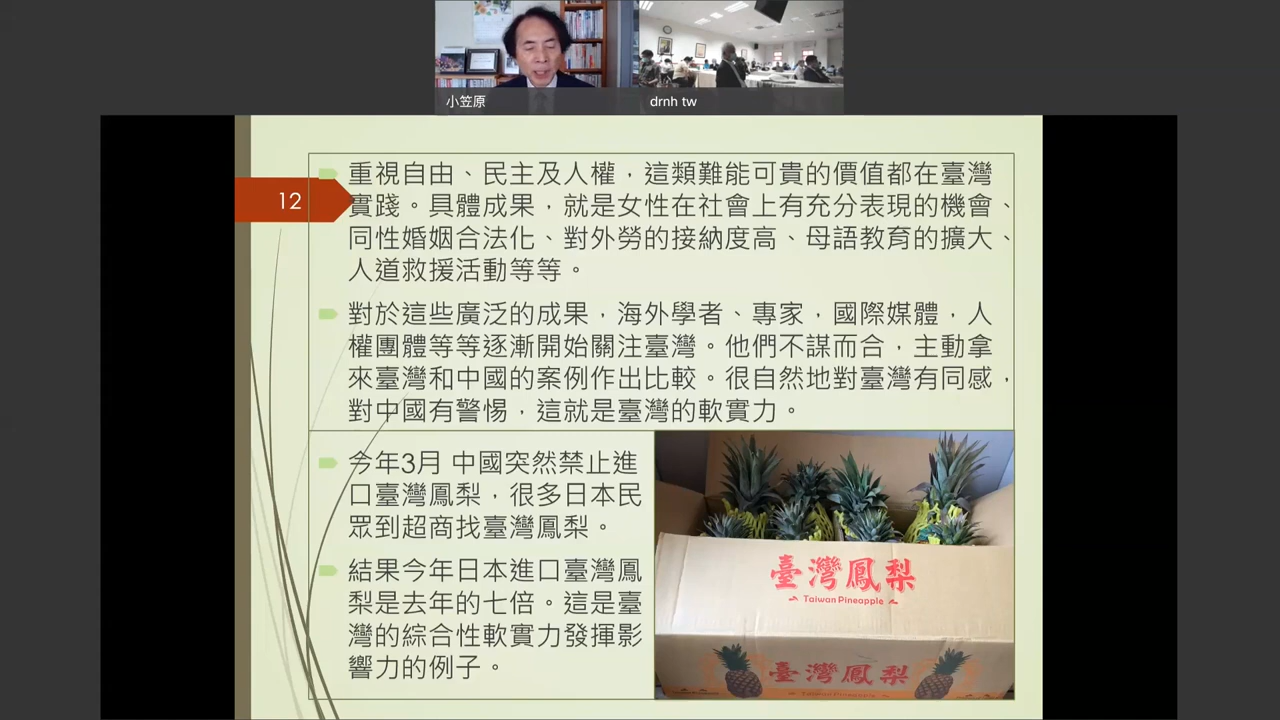 小笠原
drnh tw
12
重視自由、民主及人權，這類難能可貴的價值都在臺灣
實踐。具體成果，就是女性在社會上有充分表現的機會、
同性婚姻合法化、對外勞的接納度高、母語教育的擴大、
人道救援活動等等。
對於這些廣泛的成果，海外學者、專家，國際媒體，人
權團體等等逐漸開始關注臺灣。他們不謀而合，主動拿
來臺灣和中國的案例作出比較。很自然地對臺灣有同感，
對中國有警惕，這就是臺灣的軟實力。
今年3月 中國突然禁止進
口臺灣鳳梨，很多日本民
眾到超商找臺灣鳳梨。
結果今年日本進口臺灣鳳
梨是去年的七倍。這是臺
灣的綜合性軟實力發揮影
響力的例子。
臺灣鳳梨
Taiwan Pineapple
臺灣鳳梨
Taiwan Pineapple